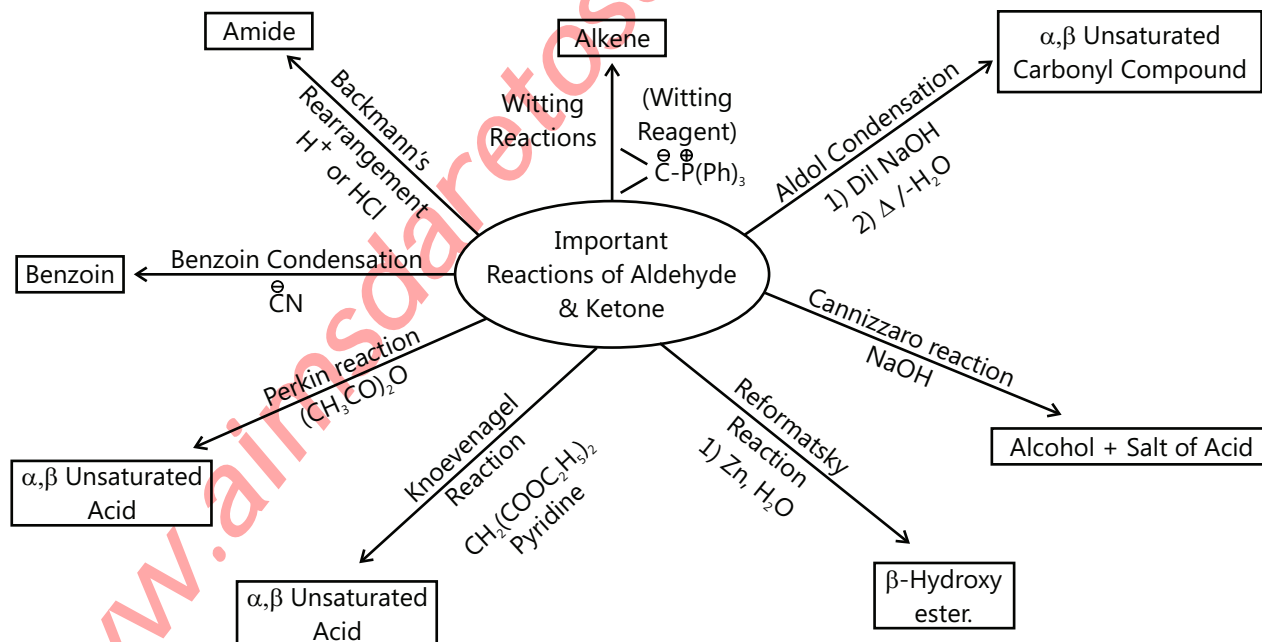 Amide
Alkene
α,β Unsaturated
Carbonyl Compound
Backmann's
Rearrangement
H⁺ or HCl
Witting
Reactions
(Witting
Reagent)
C-P(Ph)₃
⊖ ⊕
Aldol Condensation
1) Dil NaOH
2) Δ /-H₂O
Important
Reactions of Aldehyde
& Ketone
Benzoin
Benzoin Condensation
⊖
CN
Cannizzaro reaction
NaOH
Alcohol + Salt of Acid
Perkin reaction
(CH₃CO)₂O
α,β Unsaturated
Acid
Knoevenagel
Reaction
CH₂(COOC₂H₅)₂
Pyridine
α,β Unsaturated
Acid
Reformatsky
Reaction
1) Zn, H₂O
β-Hydroxy
ester.
www.aimsdaretos